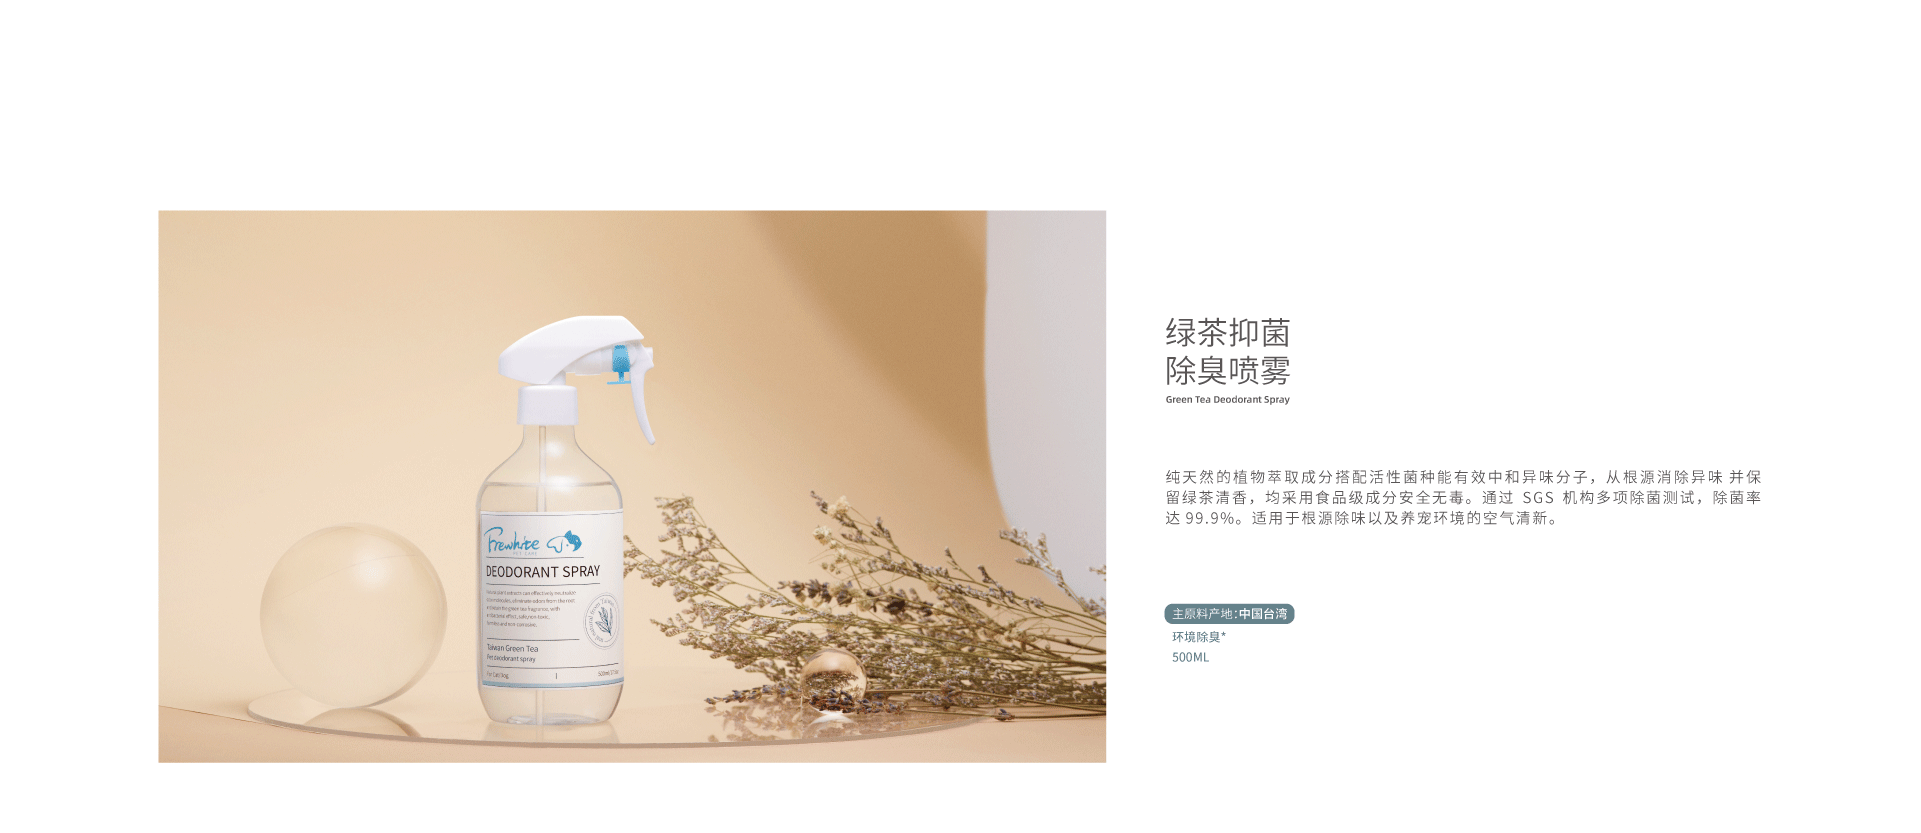 Frewhite
PET CARE
DEODORANT SPRAY
Taiwan Green Tea
Pet deodorant spray
绿茶抑菌
除臭喷雾
Green Tea Deodorant Spray
纯天然的植物萃取成分搭配活性菌种能有效中和异味分子，从根源消除异味 并保
留绿茶清香，均采用食品级成分安全无毒。通过 SGS 机构多项除菌测试，除菌率
达 99.9%。适用于根源除味以及养宠环境的空气清新。
主原料产地：中国台湾
环境除臭*
500ML